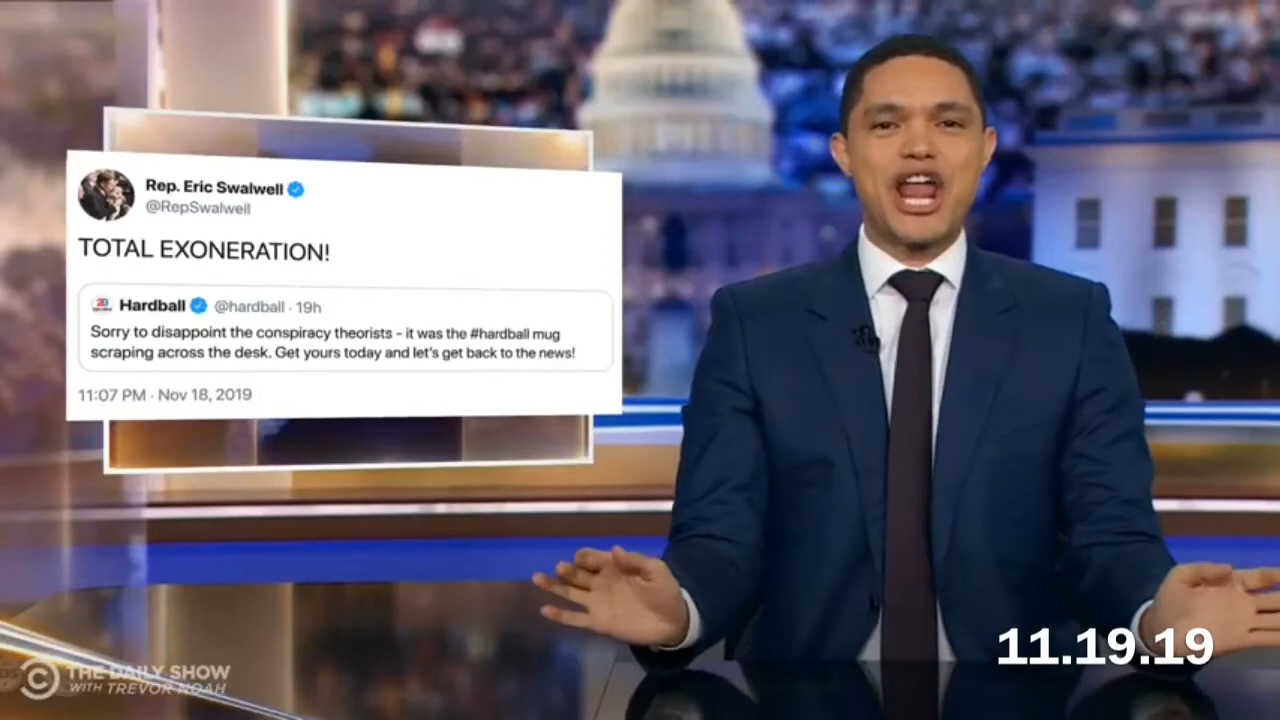 Rep. Eric Swalwell
@RepSwalwell
TOTAL EXONERATION!
Hardball @hardball · 19h
Sorry to disappoint the conspiracy theorists - it was the #hardball mug
scraping across the desk. Get yours today and let's get back to the news!
11:07 PM · Nov 18, 2019
11.19.19
THE DAILY SHOW
WITH TREVOR NOAH